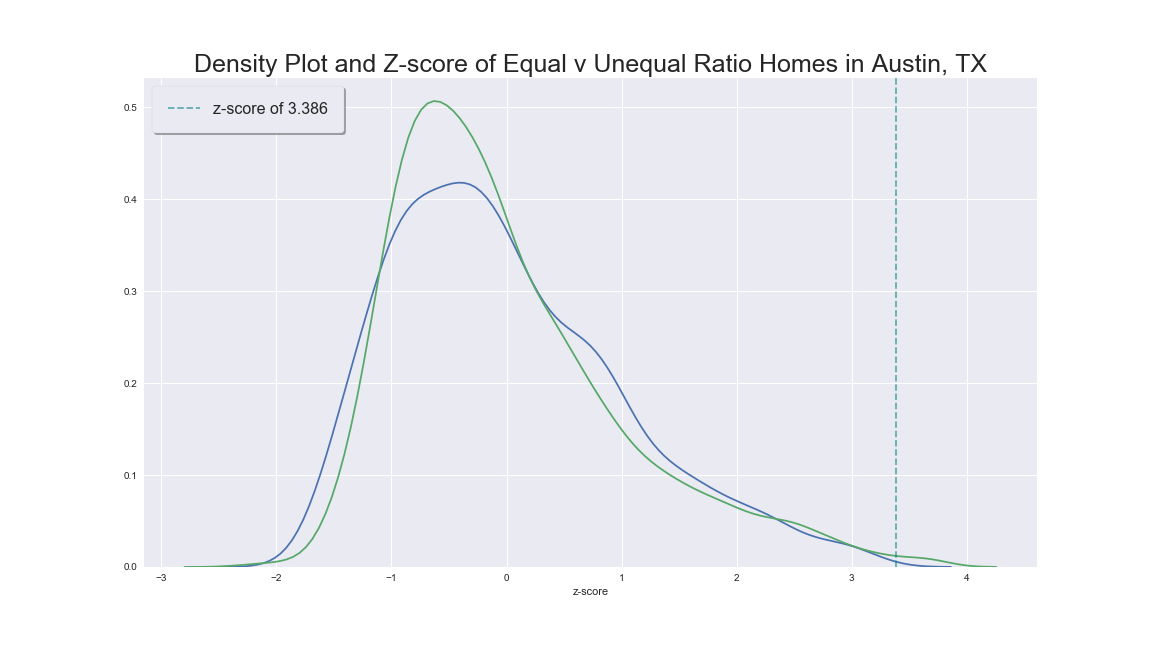 Density Plot and Z-score of Equal v Unequal Ratio Homes in Austin, TX
z-score of 3.386
0.5
0.4
0.3
0.2
0.1
0.0
−3 −2 −1 0 1 2 3 4
z-score